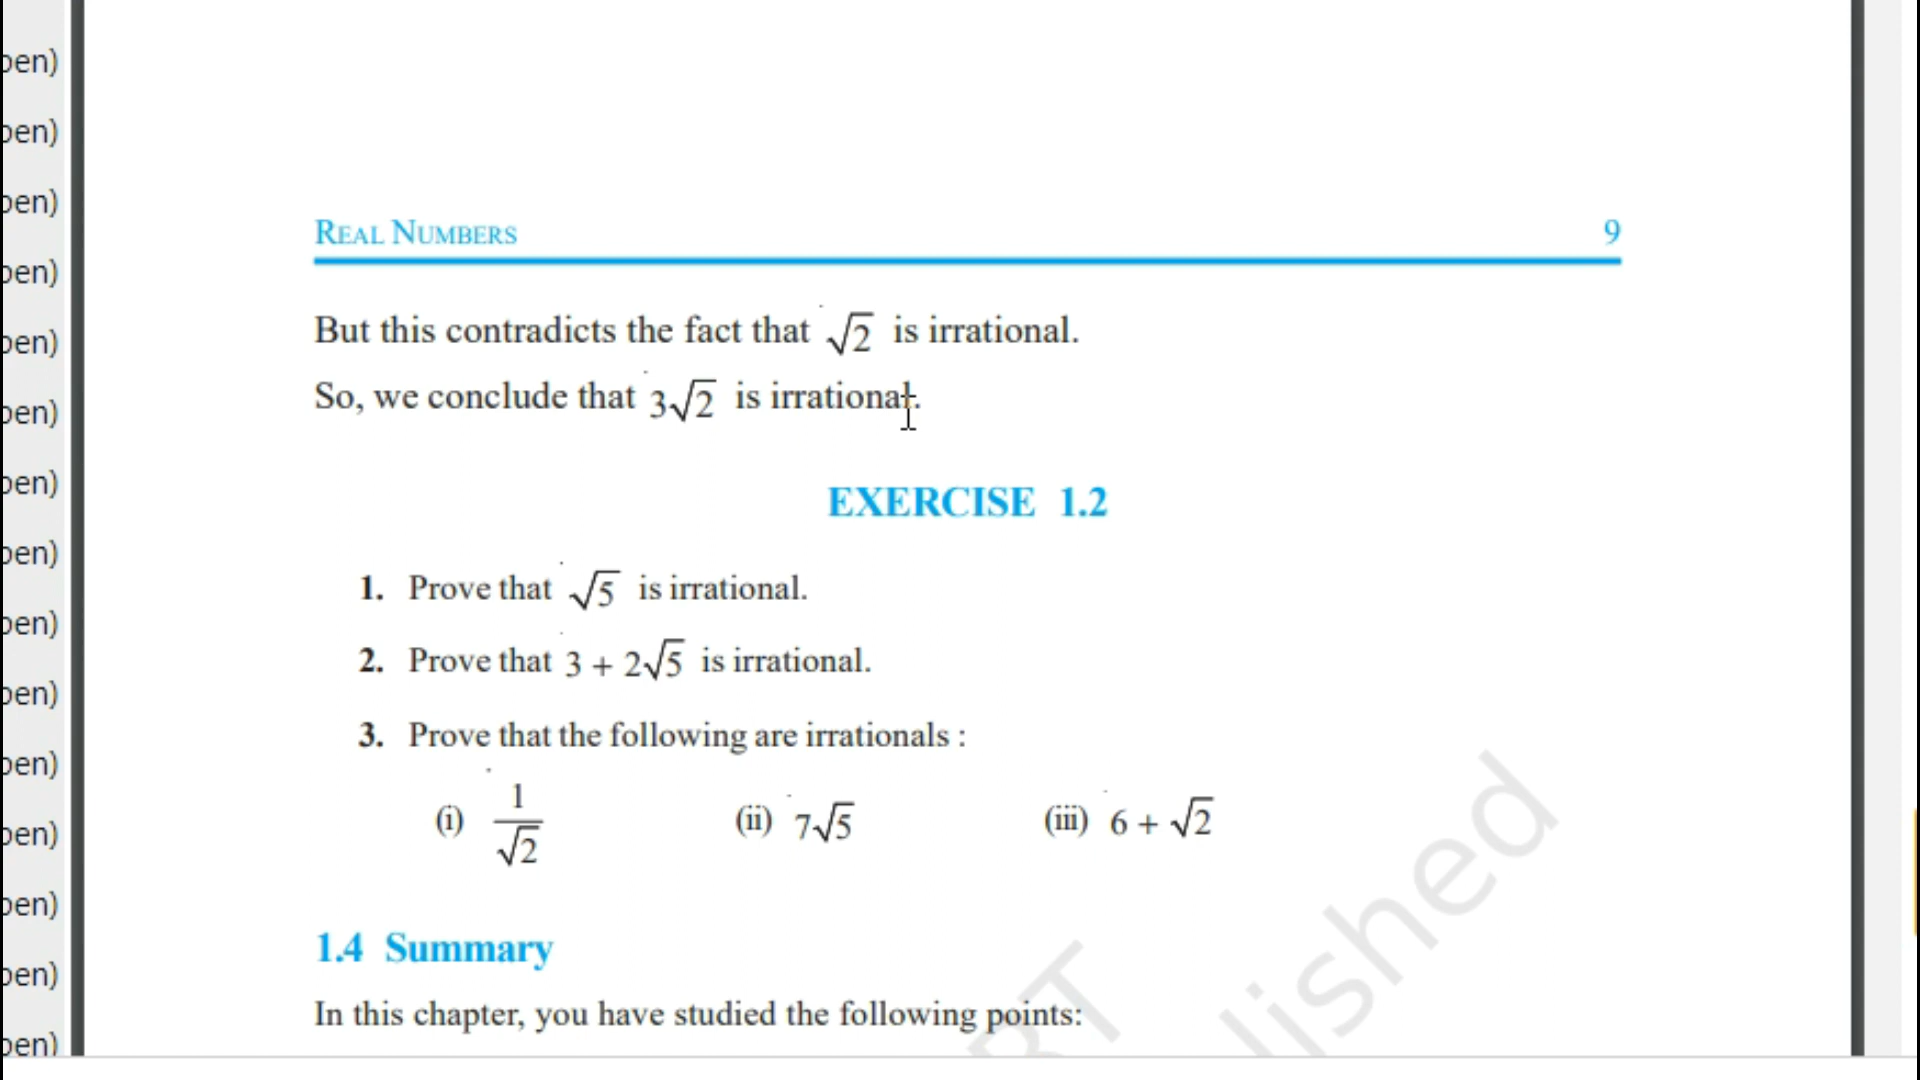 REAL NUMBERS 9
But this contradicts the fact that √2 is irrational.
So, we conclude that 3√2 is irrational.
EXERCISE 1.2
1. Prove that √5 is irrational.
2. Prove that 3 + 2√5 is irrational.
3. Prove that the following are irrationals :
(i) 1/√2 (ii) 7√5 (iii) 6 + √2
1.4 Summary
In this chapter, you have studied the following points: